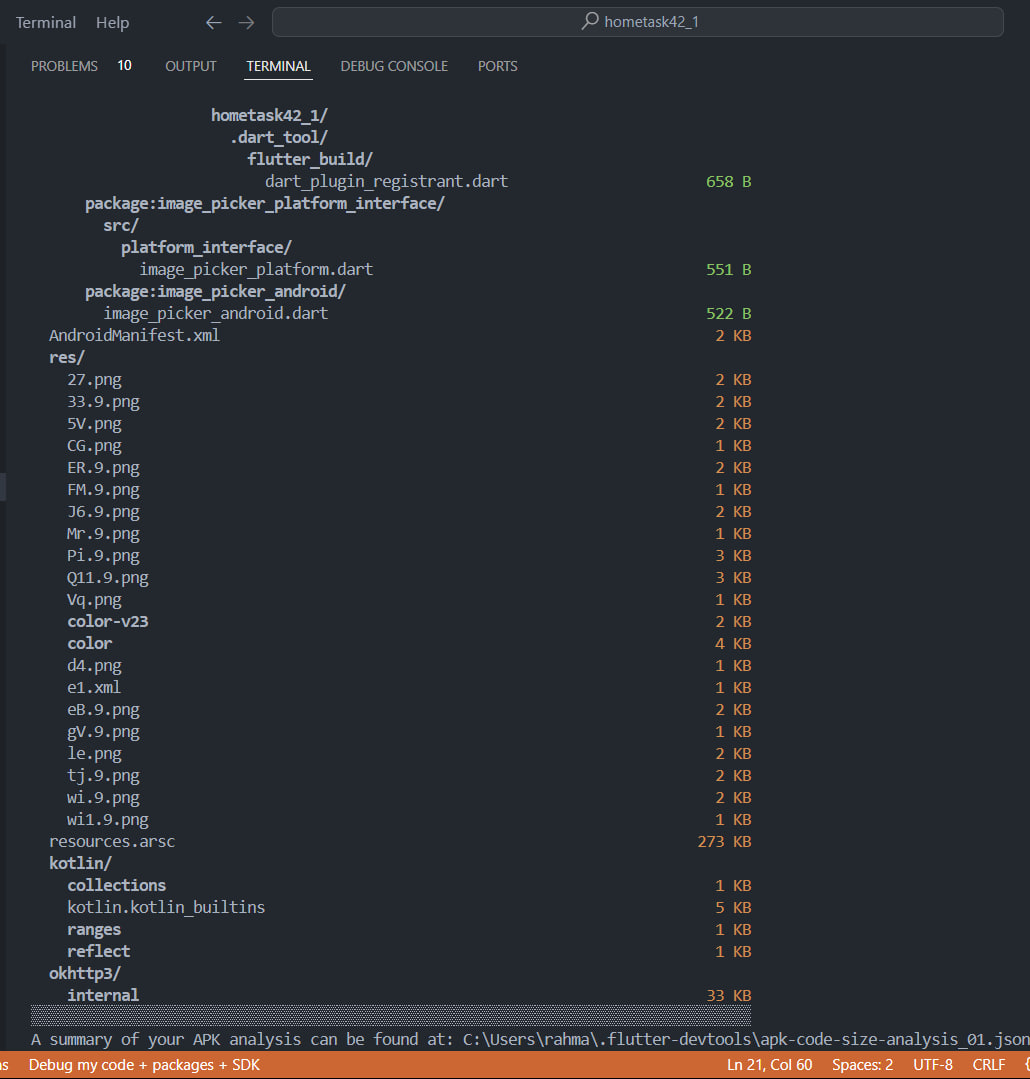 Terminal Help hometask42_1
PROBLEMS 10 OUTPUT TERMINAL DEBUG CONSOLE PORTS
hometask42_1/
.dart_tool/
flutter_build/
dart_plugin_registrant.dart 658 B
package:image_picker_platform_interface/
src/
platform_interface/
image_picker_platform.dart 551 B
package:image_picker_android/
image_picker_android.dart 522 B
AndroidManifest.xml 2 KB
res/
27.png 2 KB
33.9.png 2 KB
5V.png 2 KB
CG.png 1 KB
ER.9.png 2 KB
FM.9.png 1 KB
J6.9.png 2 KB
Mr.9.png 1 KB
Pi.9.png 3 KB
Q11.9.png 3 KB
Vq.png 1 KB
color-v23 2 KB
color 4 KB
d4.png 1 KB
e1.xml 1 KB
eB.9.png 2 KB
gV.9.png 1 KB
le.png 2 KB
tj.9.png 2 KB
wi.9.png 2 KB
wi1.9.png 1 KB
resources.arsc 273 KB
kotlin/
collections 1 KB
kotlin.kotlin_builtins 5 KB
ranges 1 KB
reflect 1 KB
okhttp3/
internal 33 KB
A summary of your APK analysis can be found at: C:\Users\rahma\.flutter-devtools\apk-code-size-analysis_01.json
Debug my code + packages + SDK Ln 21, Col 60 Spaces: 2 UTF-8 CRLF {